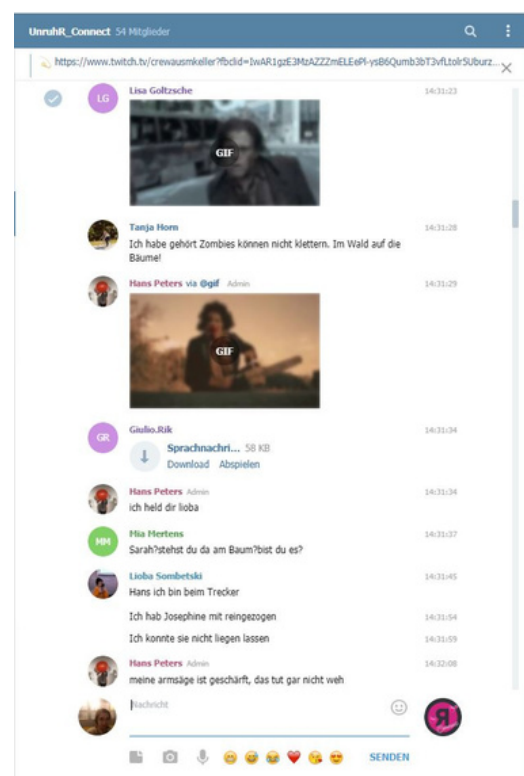 UnruhR_Connect 54 Mitglieder
https://www.twitch.tv/crewausmkeller?fbclid=
LG Lisa Goltzsche 14:31:23
GIF
Tanja Horn 14:31:28
Ich habe gehört Zombies können nicht klettern. Im Wald auf die
Bäume!
Hans Peters via @gif Admin 14:31:29
GIF
GR Giulio.Rik 14:31:34
Sprachnachri... 58 KB
Download Abspielen
Hans Peters Admin 14:31:34
ich held dir lioba
MM Mia Mertens 14:31:37
Sarah?stehst du da am Baum?bist du es?
Lioba Sombetski 14:31:45
Hans ich bin beim Trecker
Ich hab Josephine mit reingezogen 14:31:54
Ich konnte sie nicht liegen lassen 14:31:59
Hans Peters Admin 14:32:08
meine armsäge ist geschärft, das tut gar nicht weh
Nachricht
SENDEN